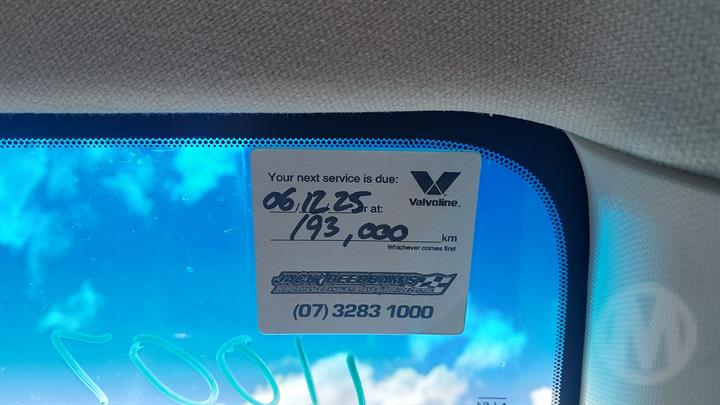 Your next service is due:
Valvoline
06/12/25 or at:
193,000 km
Whichever comes first
JACK BEEDHAM'S
(07) 3283 1000